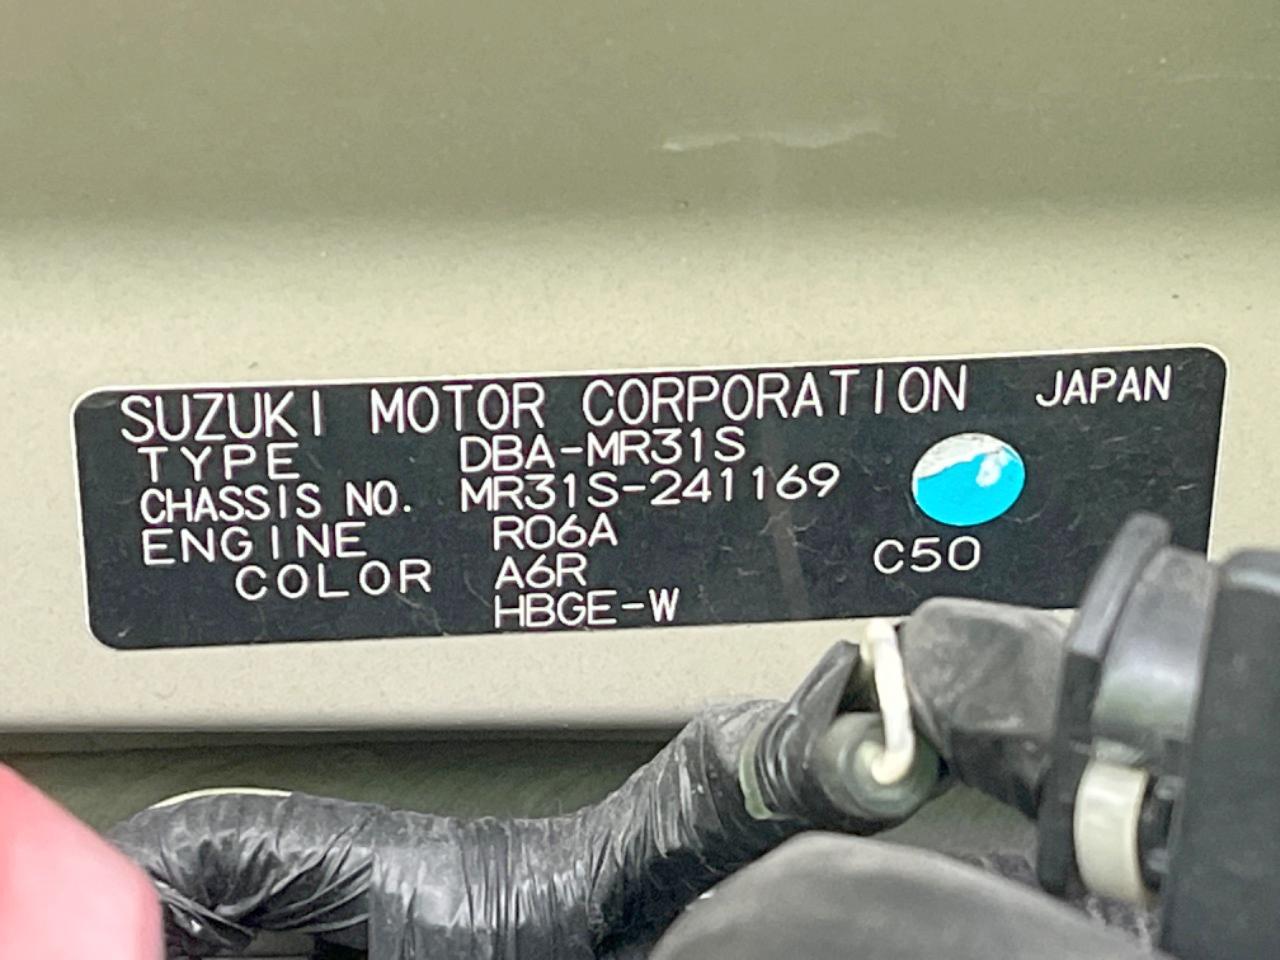 SUZUKI MOTOR CORPORATION JAPAN
TYPE DBA-MR31S
CHASSIS NO. MR31S-241169
ENGINE R06A
COLOR A6R C50
HBGE-W